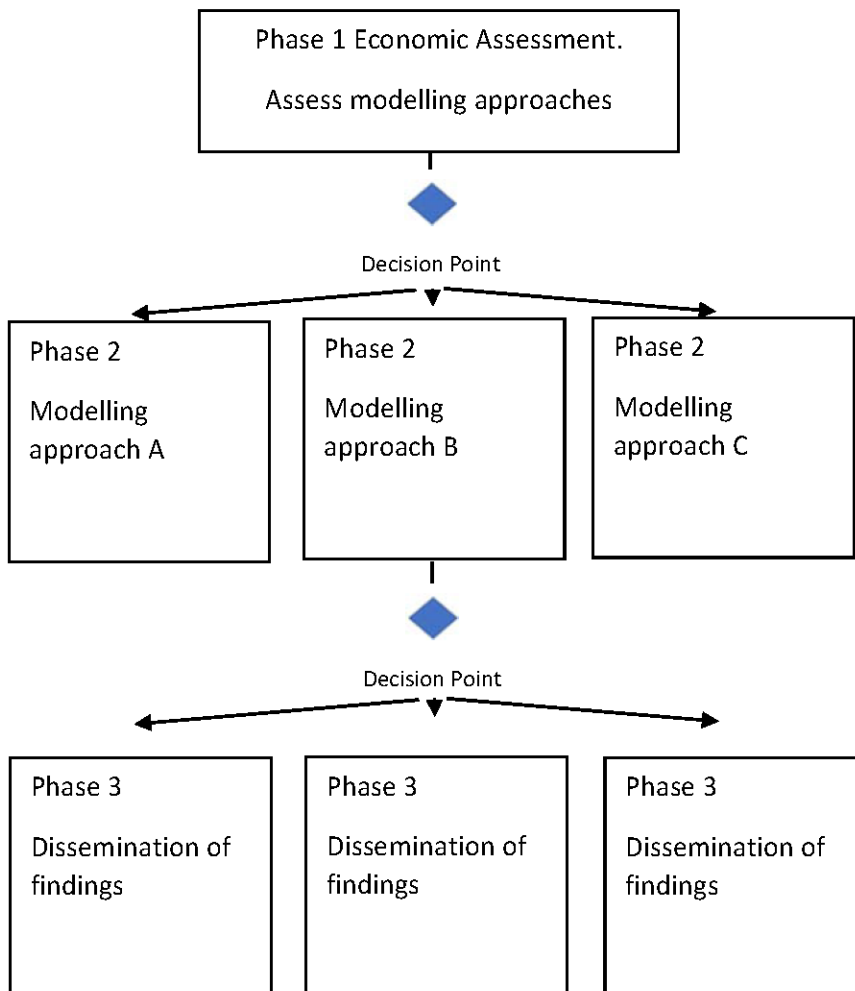 Phase 1 Economic Assessment.
Assess modelling approaches
Decision Point
Phase 2
Modelling
approach A
Phase 2
Modelling
approach B
Phase 2
Modelling
approach C
Decision Point
Phase 3
Dissemination of
findings
Phase 3
Dissemination of
findings
Phase 3
Dissemination of
findings